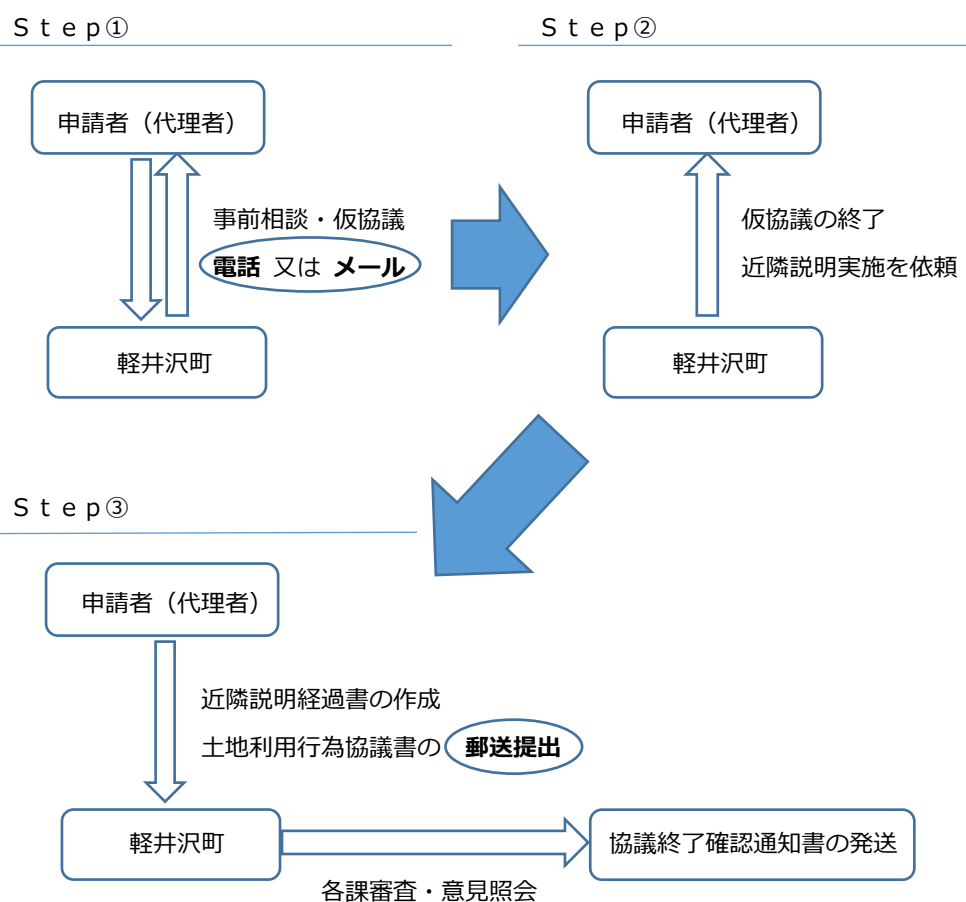 Ｓｔｅｐ①
申請者（代理者）
事前相談・仮協議
電話 又は メール
軽井沢町
Ｓｔｅｐ②
申請者（代理者）
仮協議の終了
近隣説明実施を依頼
軽井沢町
Ｓｔｅｐ③
申請者（代理者）
近隣説明経過書の作成
土地利用行為協議書の 郵送提出
軽井沢町
協議終了確認通知書の発送
各課審査・意見照会